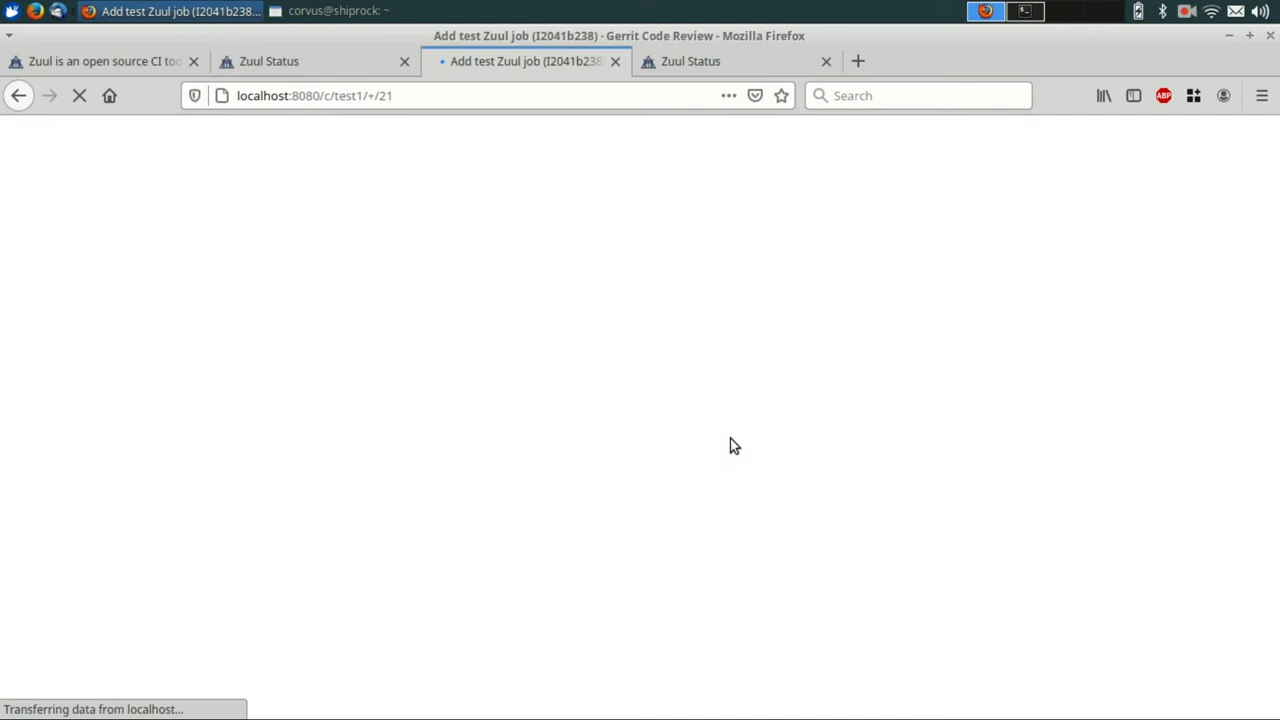 Add test Zuul job (I2041b238...
corvus@shiprock: ~
Add test Zuul job (I2041b238) · Gerrit Code Review - Mozilla Firefox
Zuul is an open source CI too
Zuul Status
Add test Zuul job (I2041b238
Zuul Status
localhost:8080/c/test1/+/21
Search
ABP
Transferring data from localhost...